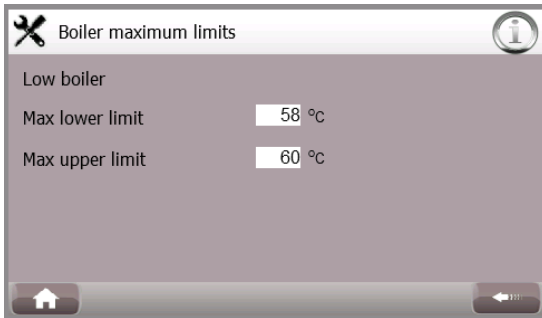 Boiler maximum limits
i
Low boiler
Max lower limit 58 °C
Max upper limit 60 °C